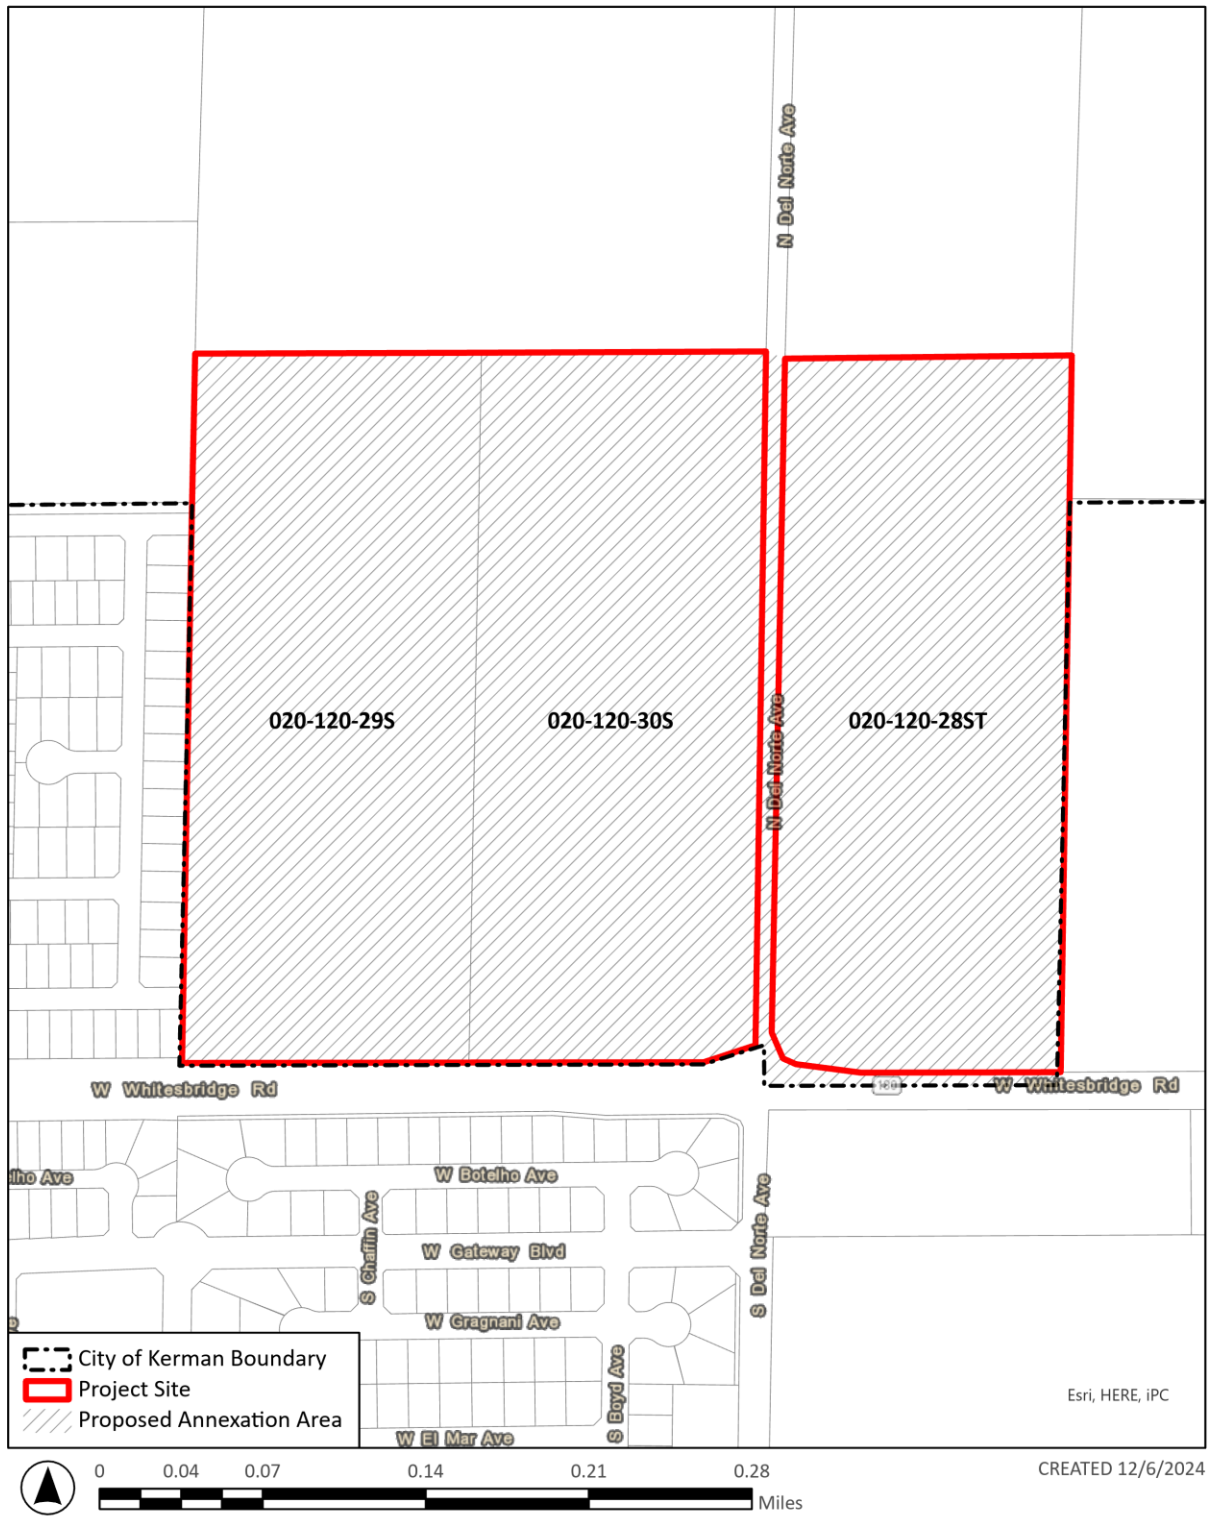 N Del Norte Ave
020-120-29S
020-120-30S
N Del Norte Ave
020-120-28ST
W Whitesbridge Rd
180
W Whitesbridge Rd
lho Ave
W Botelho Ave
S Chaffin Ave
S Del Norte Ave
W Gateway Blvd
W Gragnani Ave
S Boyd Ave
W El Mar Ave
City of Kerman Boundary
Project Site
Proposed Annexation Area
Esri, HERE, iPC
0 0.04 0.07 0.14 0.21 0.28
Miles
CREATED 12/6/2024